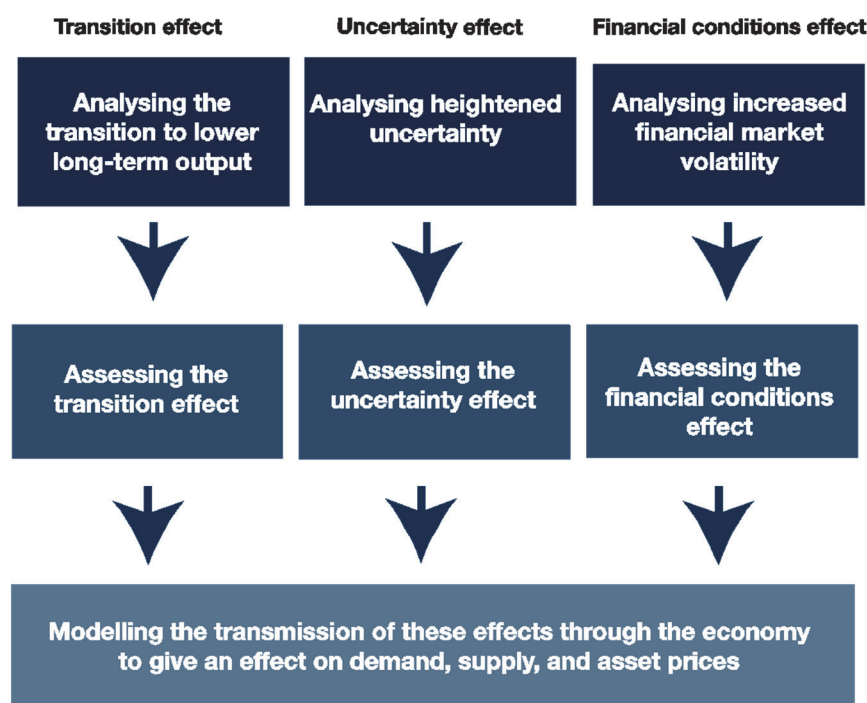 Transition effect
Uncertainty effect
Financial conditions effect
Analysing the
transition to lower
long-term output
Analysing heightened
uncertainty
Analysing increased
financial market
volatility
Assessing the
transition effect
Assessing the
uncertainty effect
Assessing the
financial conditions
effect
Modelling the transmission of these effects through the economy
to give an effect on demand, supply, and asset prices